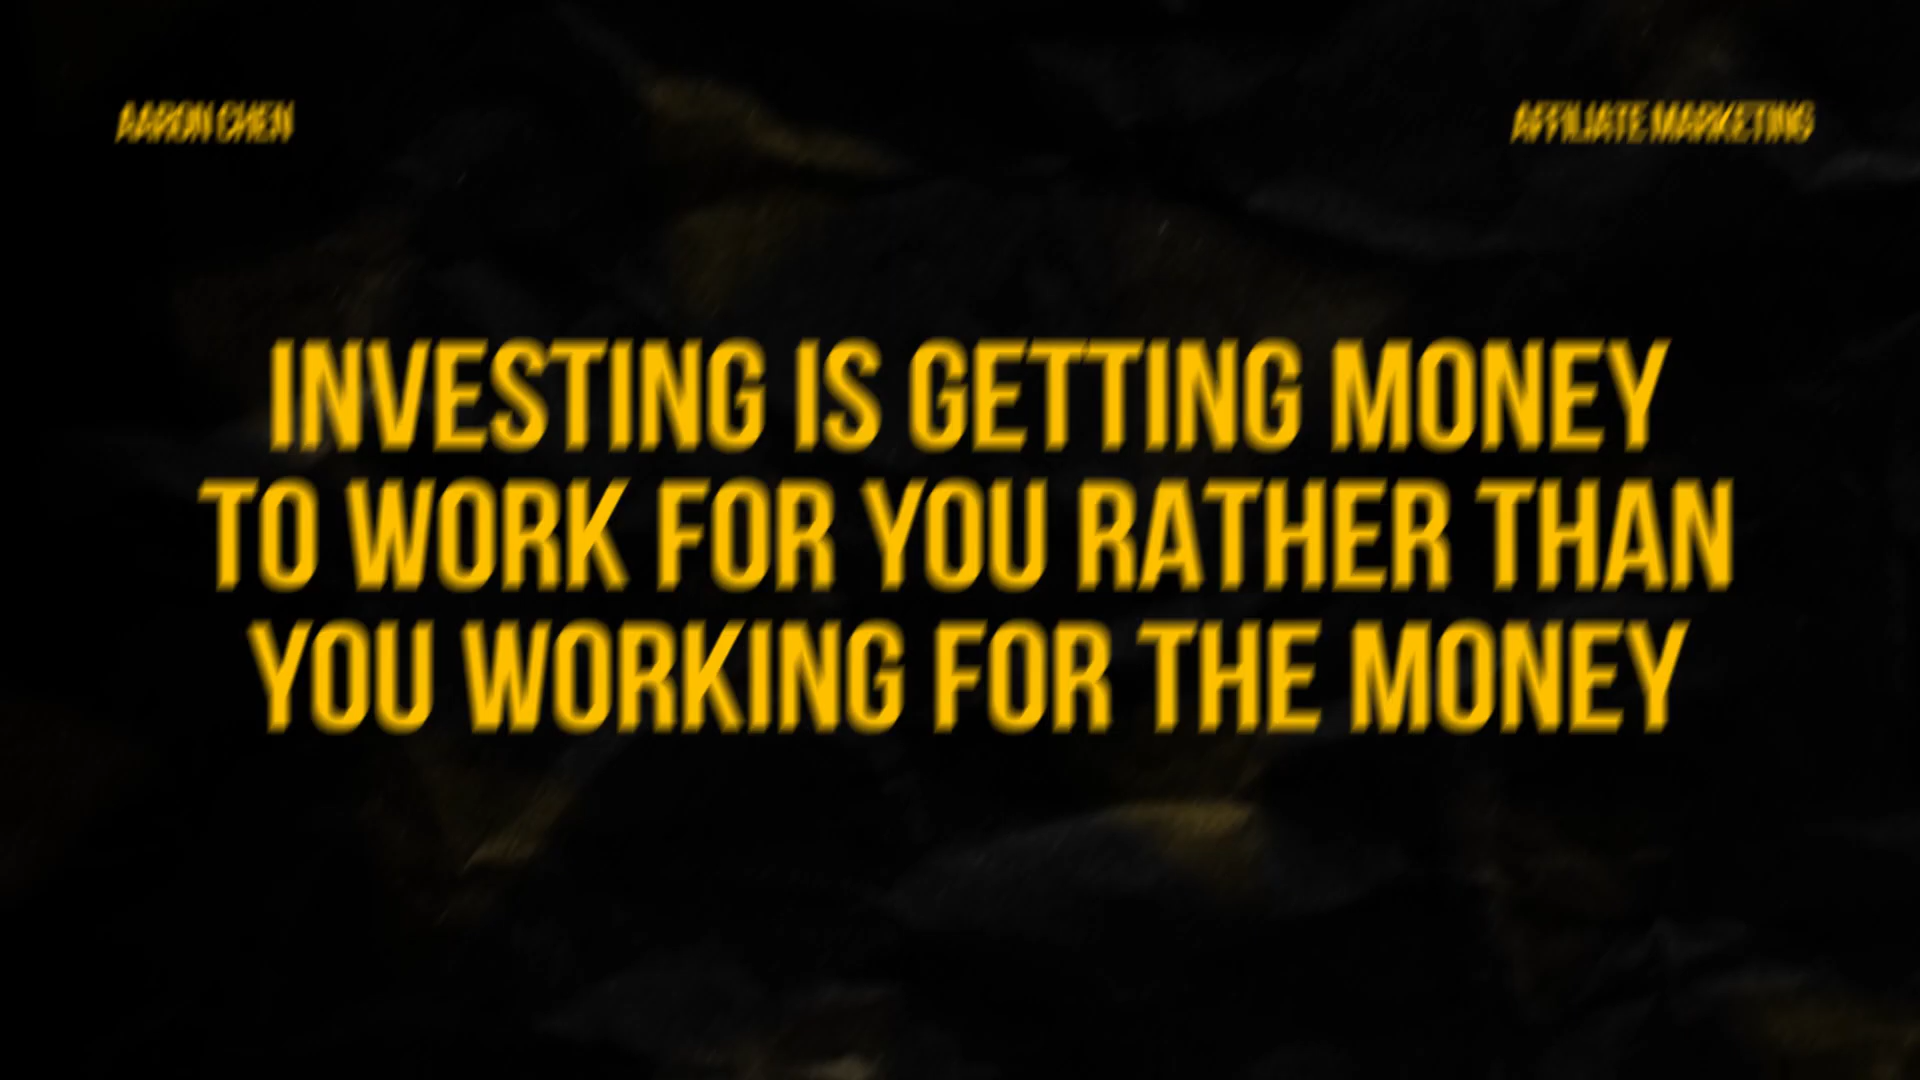 AARON CHEN
AFFILIATE MARKETING
INVESTING IS GETTING MONEY
TO WORK FOR YOU RATHER THAN
YOU WORKING FOR THE MONEY